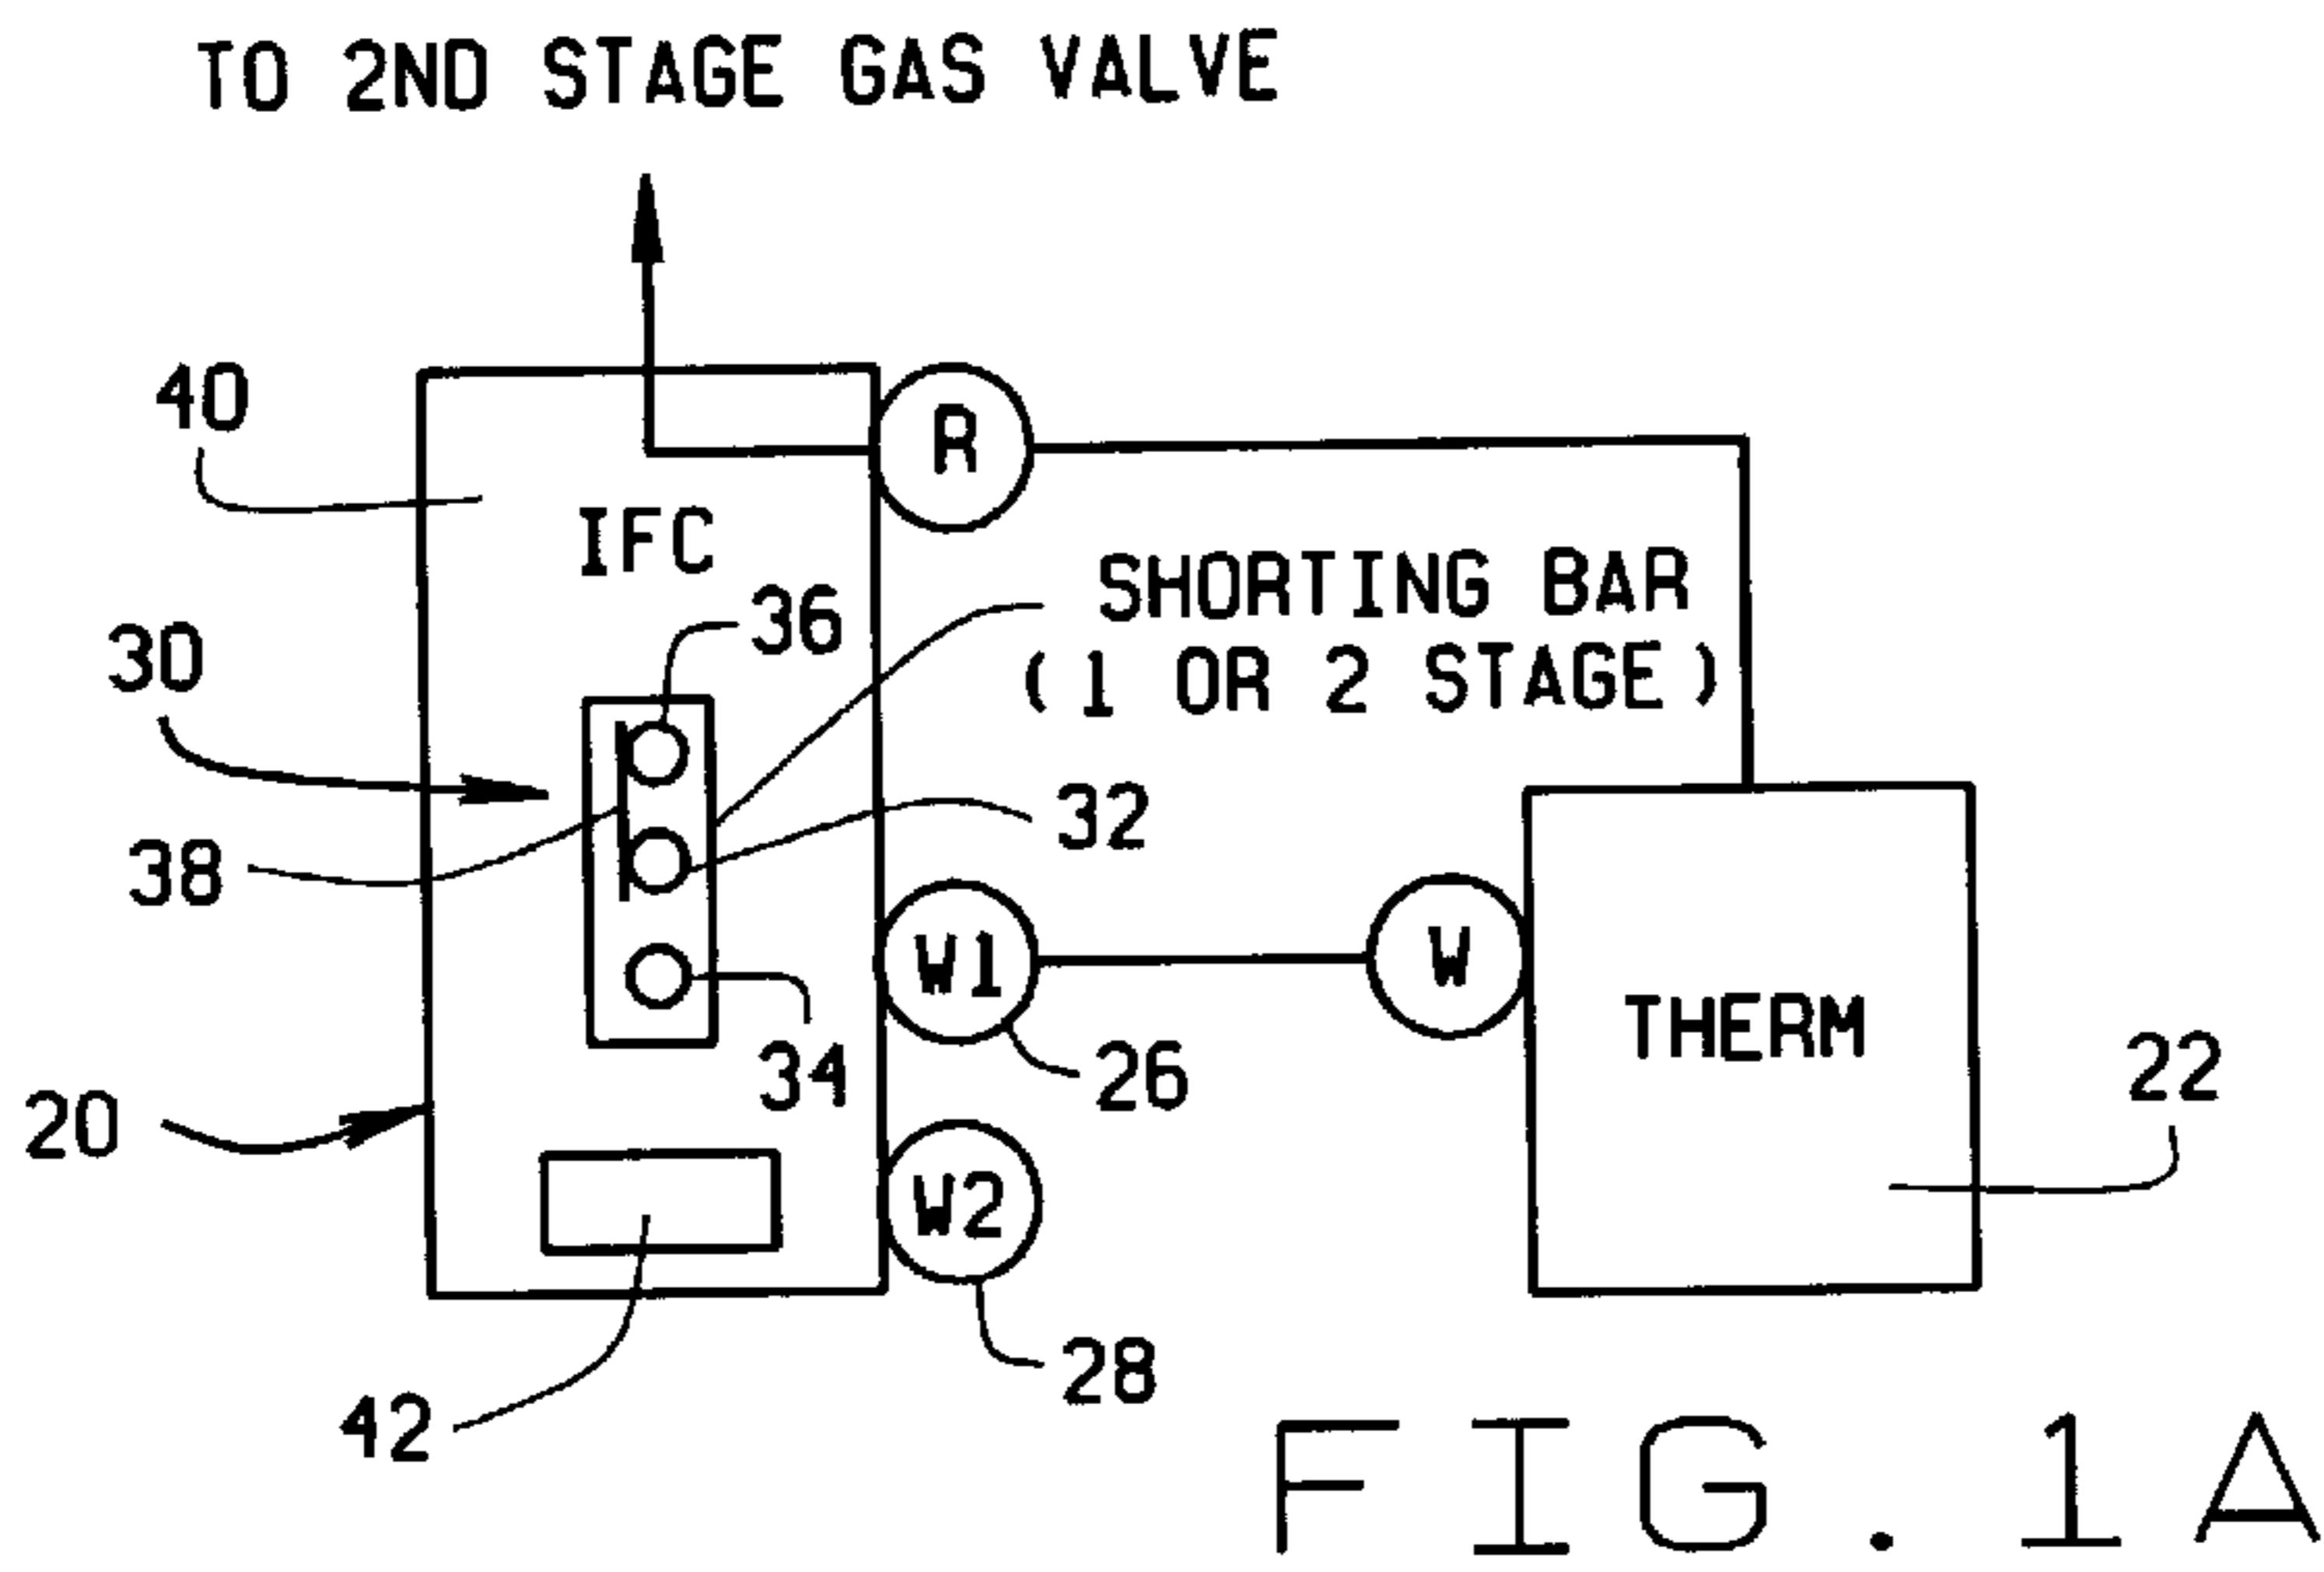 TO 2ND STAGE GAS VALVE
40
R
IFC
36
SHORTING BAR
(1 OR 2 STAGE)
30
32
38
W1
W
THERM
34
26
22
20
W2
28
42
FIG. 1A